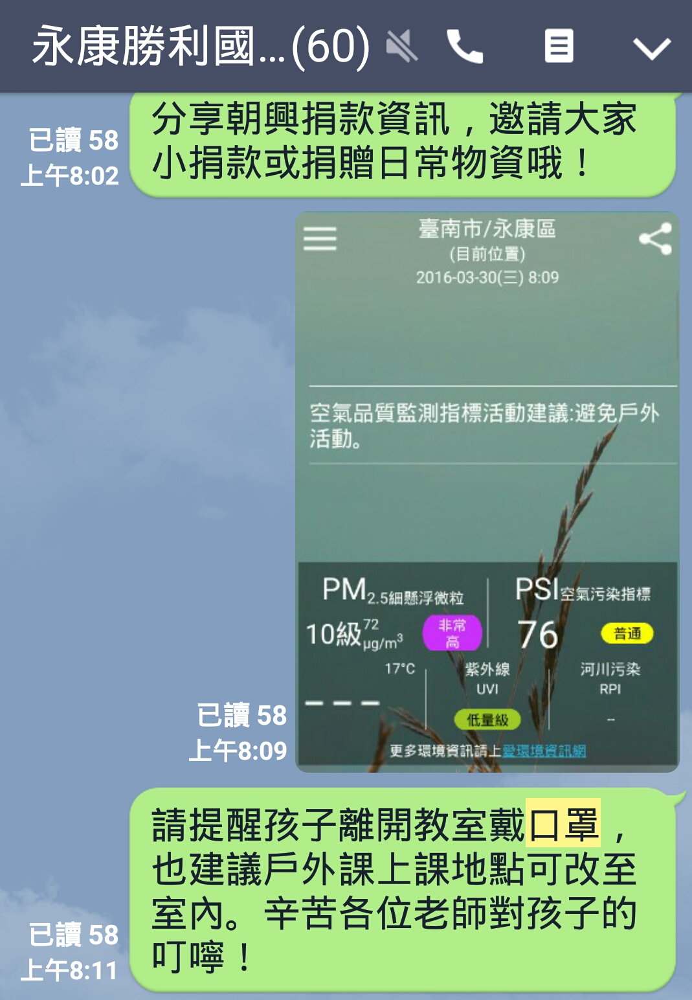 永康勝利國...(60)
分享朝興捐款資訊，邀請大家
小捐款或捐贈日常物資哦！
已讀 58
上午8:02
臺南市/永康區
(目前位置)
2016-03-30(三) 8:09
空氣品質監測指標活動建議:避免戶外
活動。
PM2.5細懸浮微粒
10級 72 μg/m3 非常高
PSI空氣污染指標
76 普通
17°C
紫外線
UVI
低量級
河川污染
RPI
--
更多環境資訊請上愛環境資訊網
已讀 58
上午8:09
請提醒孩子離開教室戴口罩，
也建議戶外課上課地點可改至
室內。辛苦各位老師對孩子的
叮嚀！
已讀 58
上午8:11